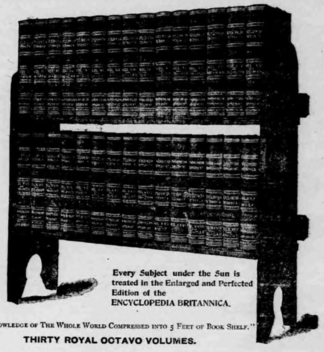 Every Subject under the Sun is
treated in the Enlarged and Perfected
Edition of the
ENCYCLOPEDIA BRITANNICA.
OWLEDGE OF THE WHOLE WORLD COMPRESSED INTO 5 FEET OF BOOK SHELF."
THIRTY ROYAL OCTAVO VOLUMES.